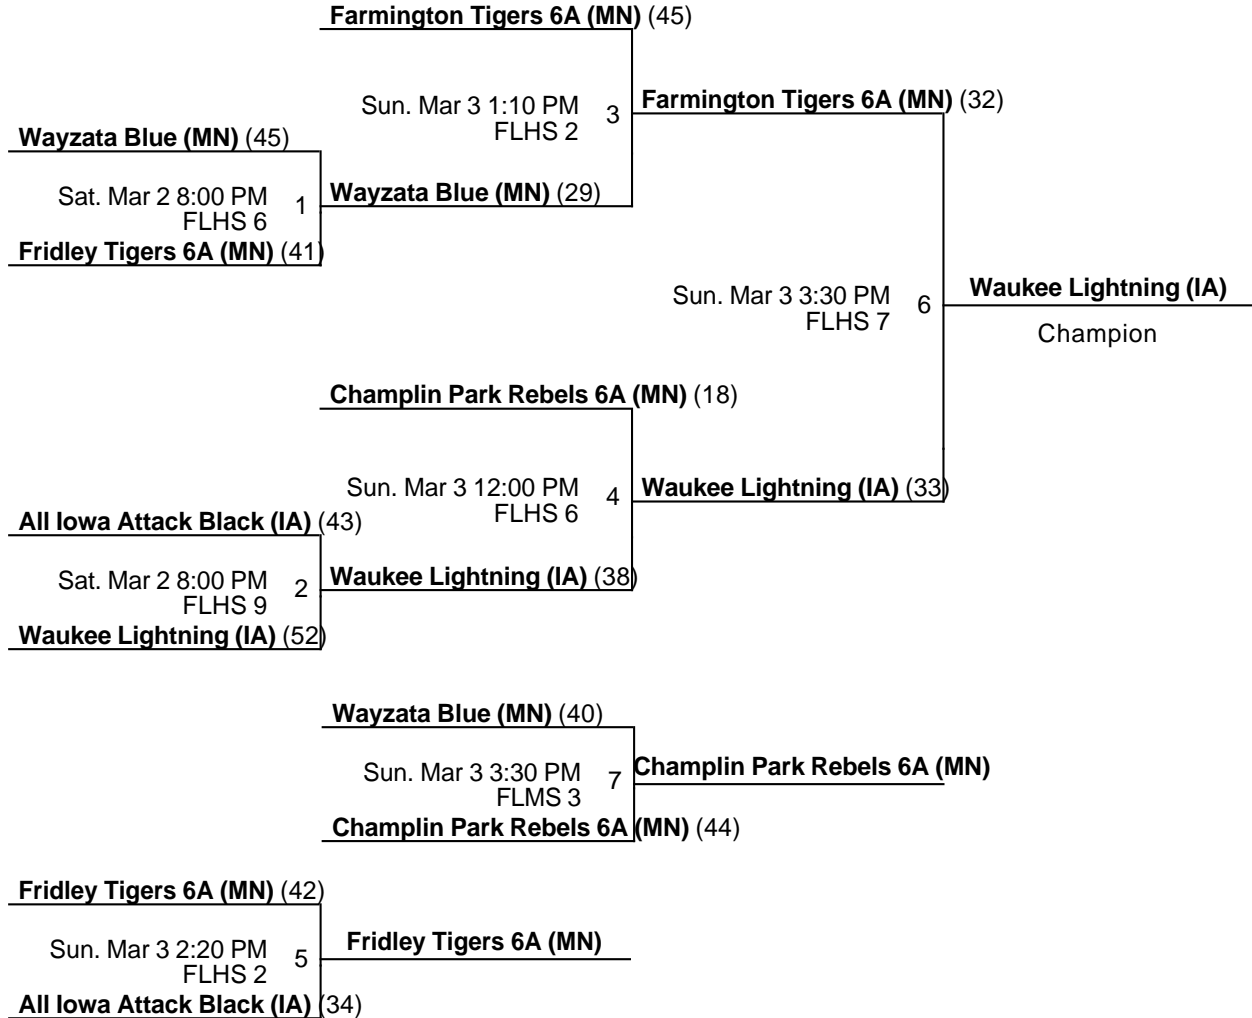 Farmington Tigers 6A (MN) (45)
Sun. Mar 3 1:10 PM
FLHS 2
3
Farmington Tigers 6A (MN) (32)
Wayzata Blue (MN) (45)
Sat. Mar 2 8:00 PM
FLHS 6
1
Wayzata Blue (MN) (29)
Fridley Tigers 6A (MN) (41)
Sun. Mar 3 3:30 PM
FLHS 7
6
Waukee Lightning (IA)
Champion
Champlin Park Rebels 6A (MN) (18)
Sun. Mar 3 12:00 PM
FLHS 6
4
Waukee Lightning (IA) (33)
All Iowa Attack Black (IA) (43)
Sat. Mar 2 8:00 PM
FLHS 9
2
Waukee Lightning (IA) (38)
Waukee Lightning (IA) (52)
Wayzata Blue (MN) (40)
Sun. Mar 3 3:30 PM
FLMS 3
7
Champlin Park Rebels 6A (MN)
Champlin Park Rebels 6A (MN) (44)
Fridley Tigers 6A (MN) (42)
Sun. Mar 3 2:20 PM
FLHS 2
5
Fridley Tigers 6A (MN)
All Iowa Attack Black (IA) (34)